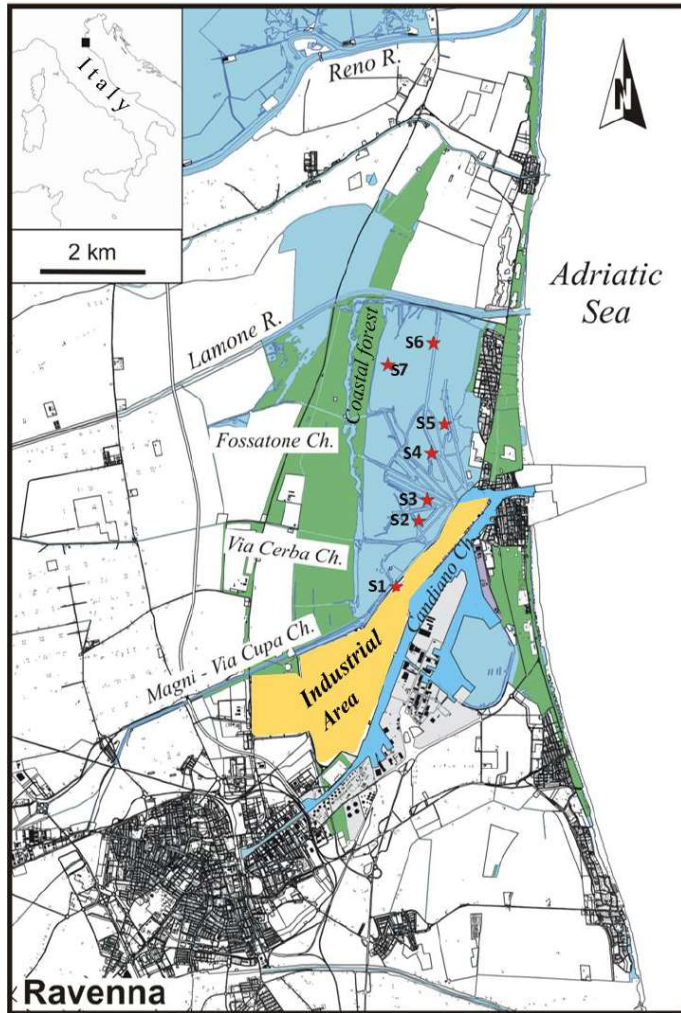 Italy
2 km
N
Reno R.
Adriatic
Sea
Lamone R.
Coastal forest
S6
S7
S5
Fossatone Ch.
S4
S3
S2
Via Cerba Ch.
S1
Candiano Ch.
Magni - Via Cupa Ch.
Industrial
Area
Ravenna